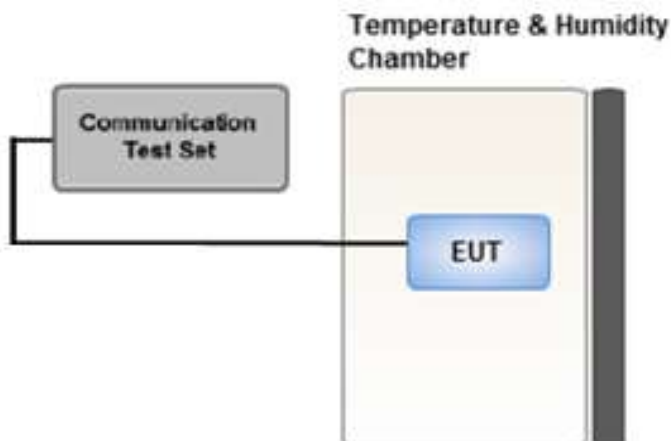 Temperature & Humidity
Chamber
Communication
Test Set
EUT